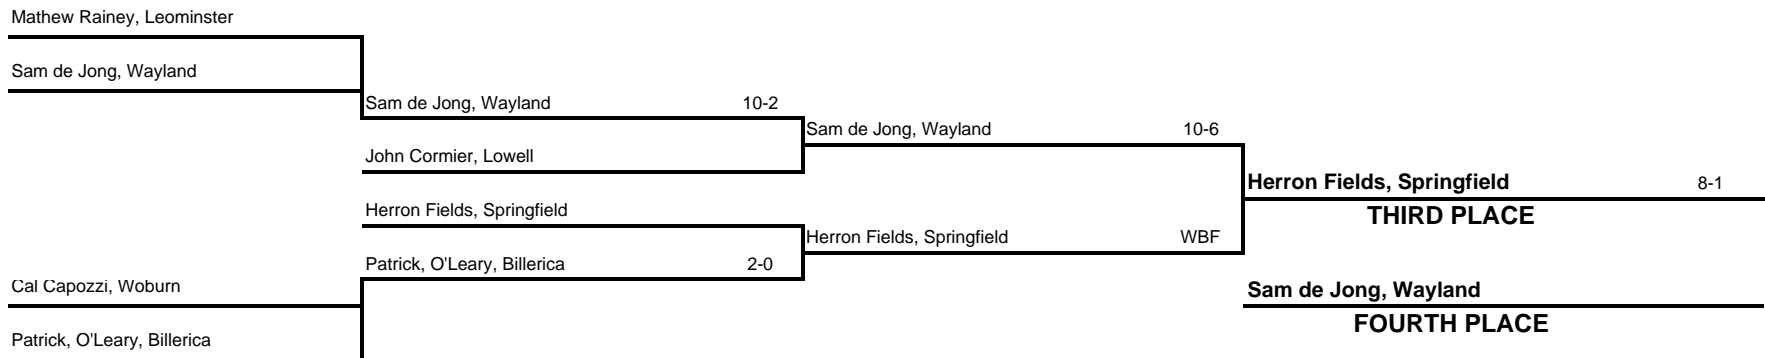 Mathew Rainey, Leominster
Sam de Jong, Wayland
Sam de Jong, Wayland 10-2
Sam de Jong, Wayland 10-6
John Cormier, Lowell
Herron Fields, Springfield 8-1
THIRD PLACE
Herron Fields, Springfield
Herron Fields, Springfield WBF
Patrick, O'Leary, Billerica 2-0
Cal Capozzi, Woburn
Sam de Jong, Wayland
FOURTH PLACE
Patrick, O'Leary, Billerica